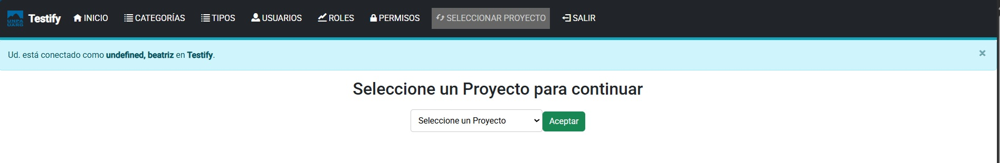 UNPA
UARG
Testify INICIO CATEGORÍAS TIPOS USUARIOS ROLES PERMISOS SELECCIONAR PROYECTO SALIR
Ud. está conectado como undefined, beatriz en Testify. ×
Seleccione un Proyecto para continuar
Seleccione un Proyecto Aceptar